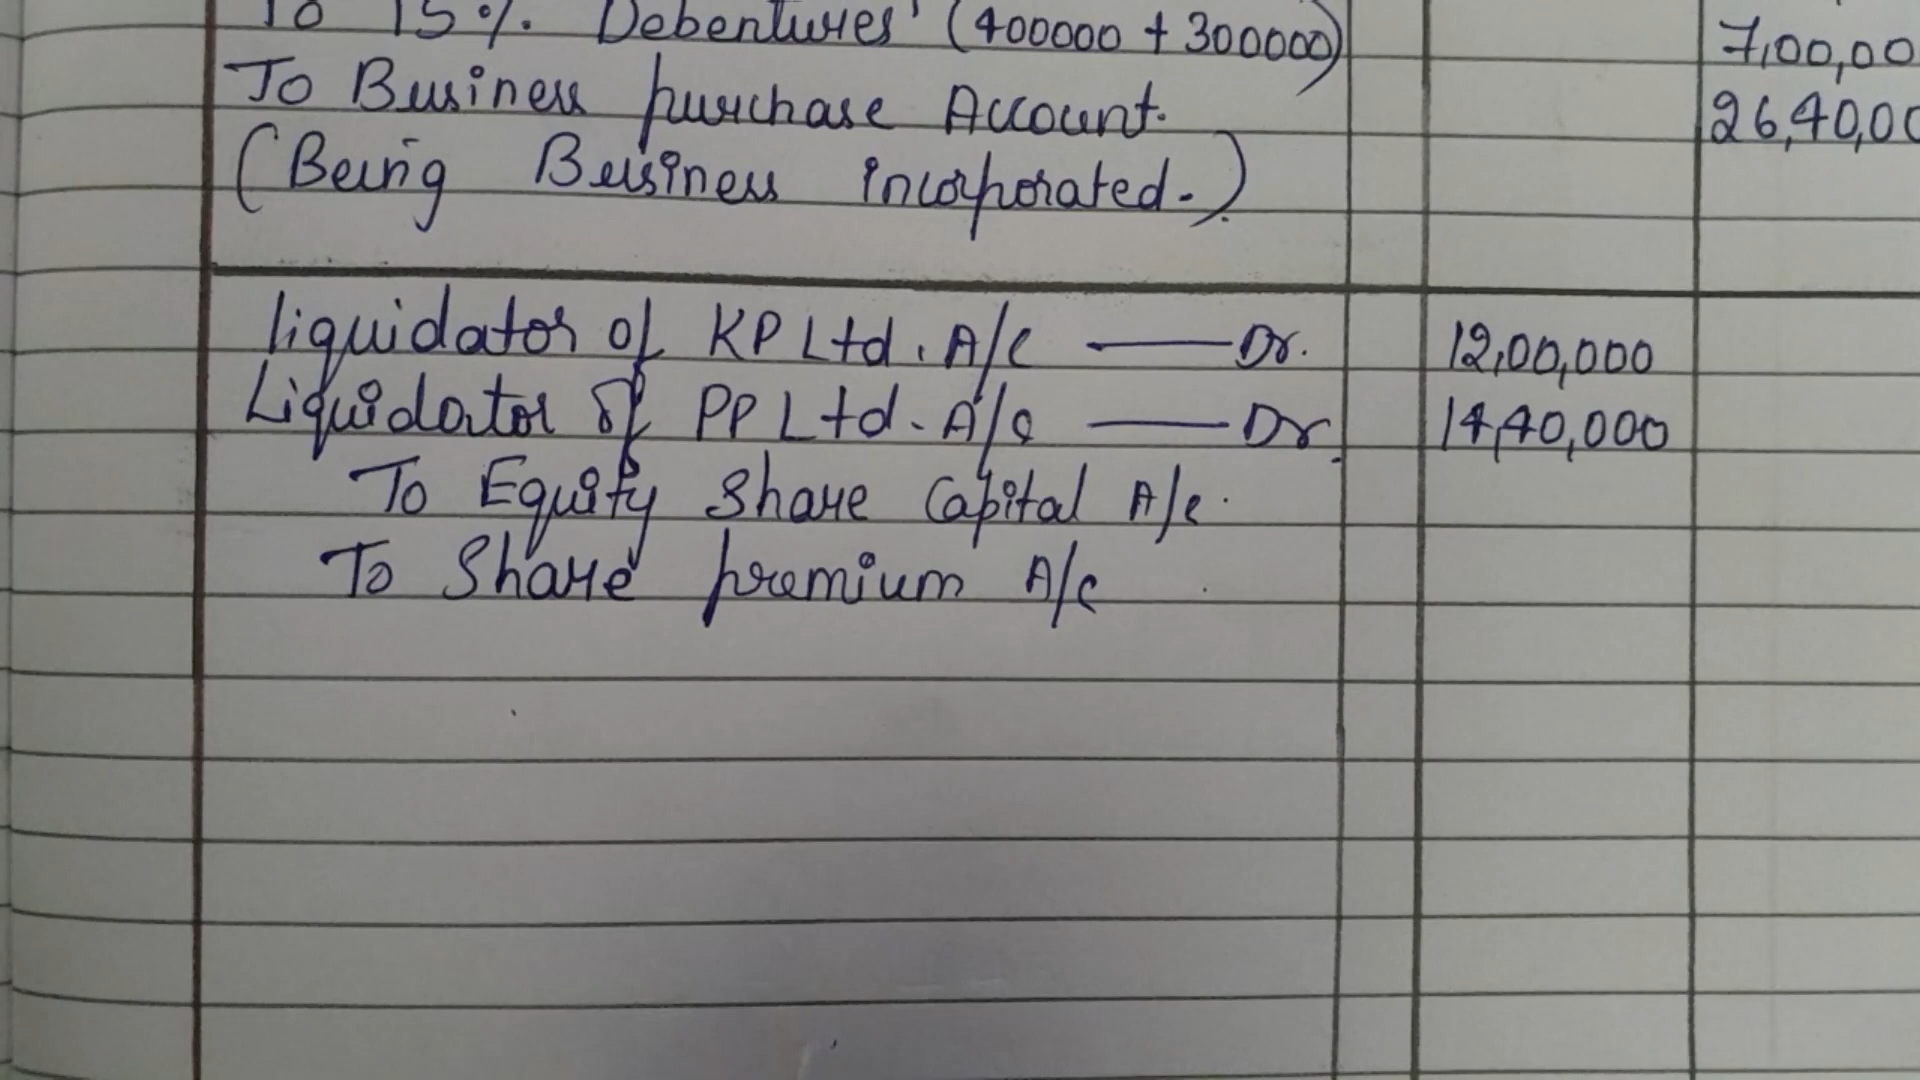 To 15%. Debentures (400000 + 300000) 7,00,00
To Business purchase Account. 26,40,00
(Being Business incorporated.)
liquidator of KP Ltd. A/c — Dr. 12,00,000
Liquidator of PP Ltd. A/c — Dr. 14,40,000
To Equity Share Capital A/c.
To Share premium A/c